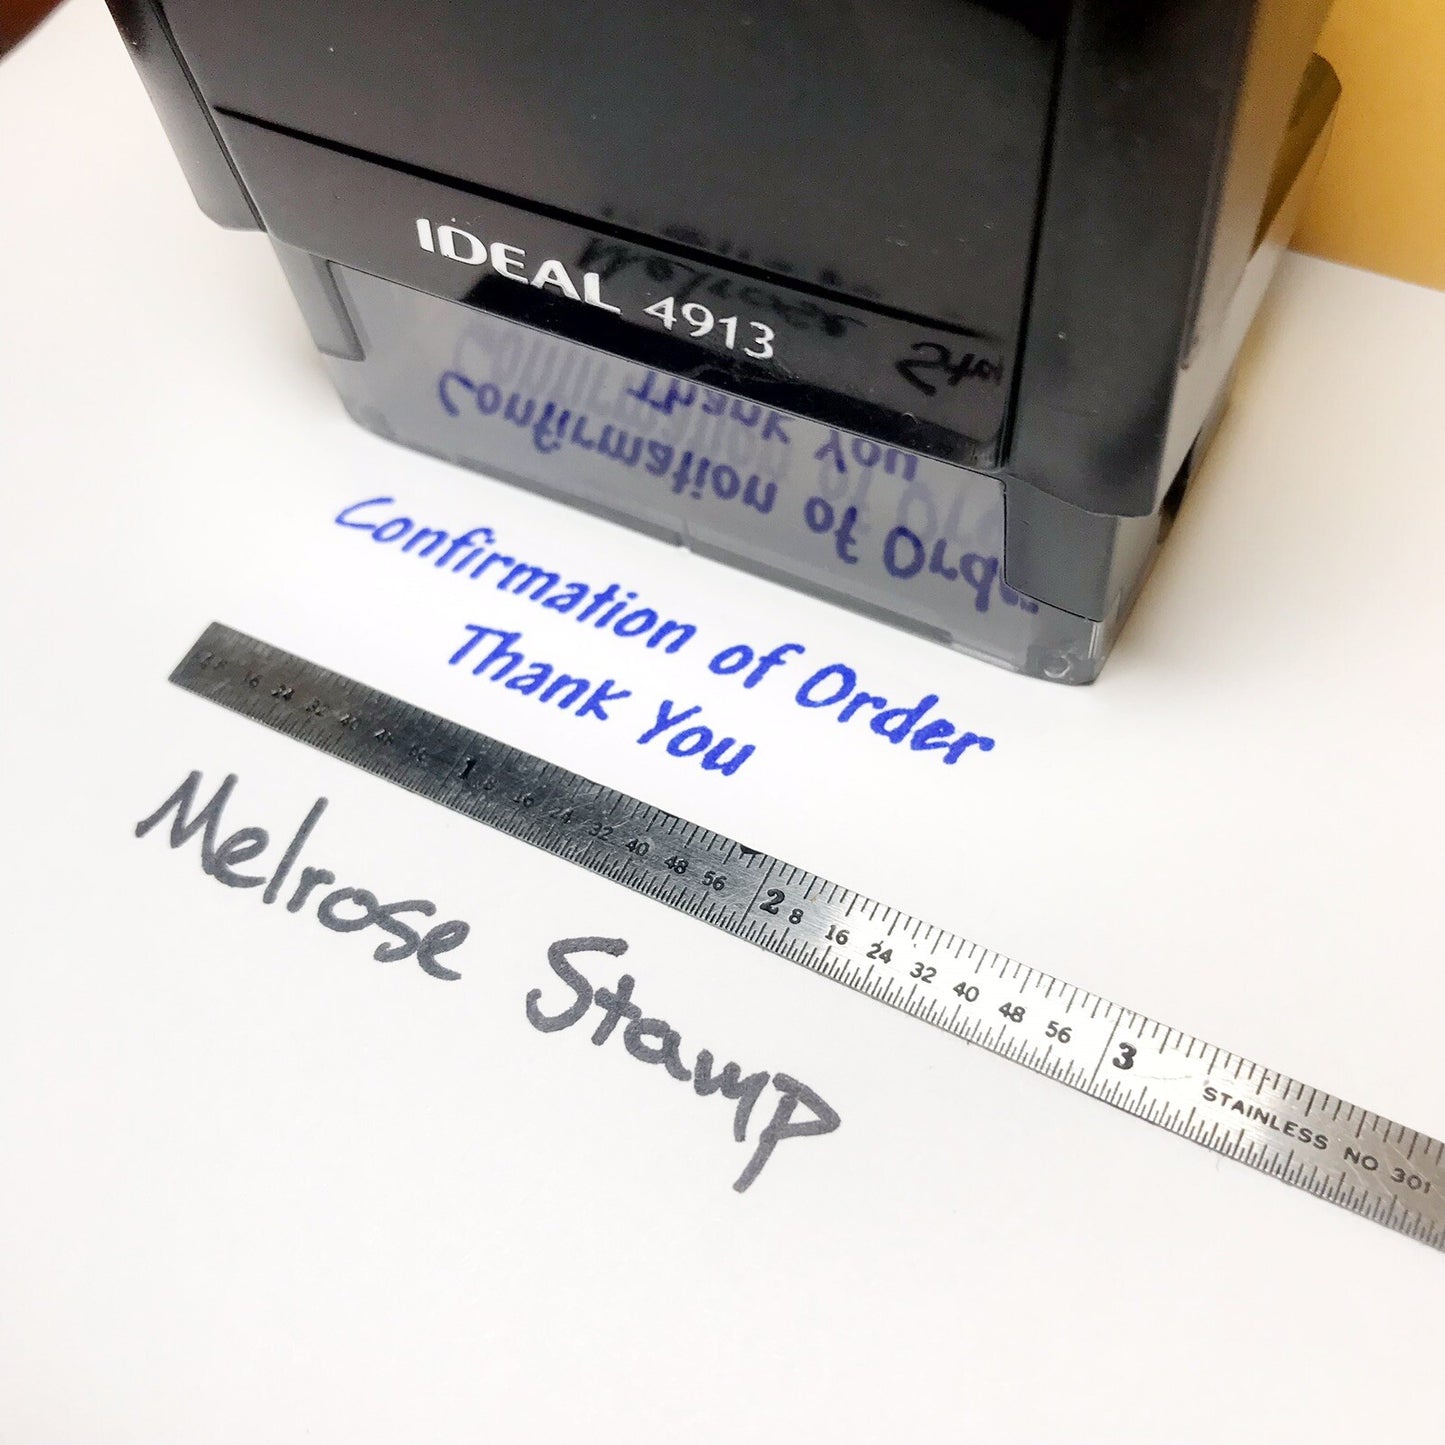 IDEAL 4913
Confirmation of Order
Thank You
1 8 16 24 32 40 48 56 2 8 16 24 32 40 48 56 3 STAINLESS NO 301
Melrose Stamp